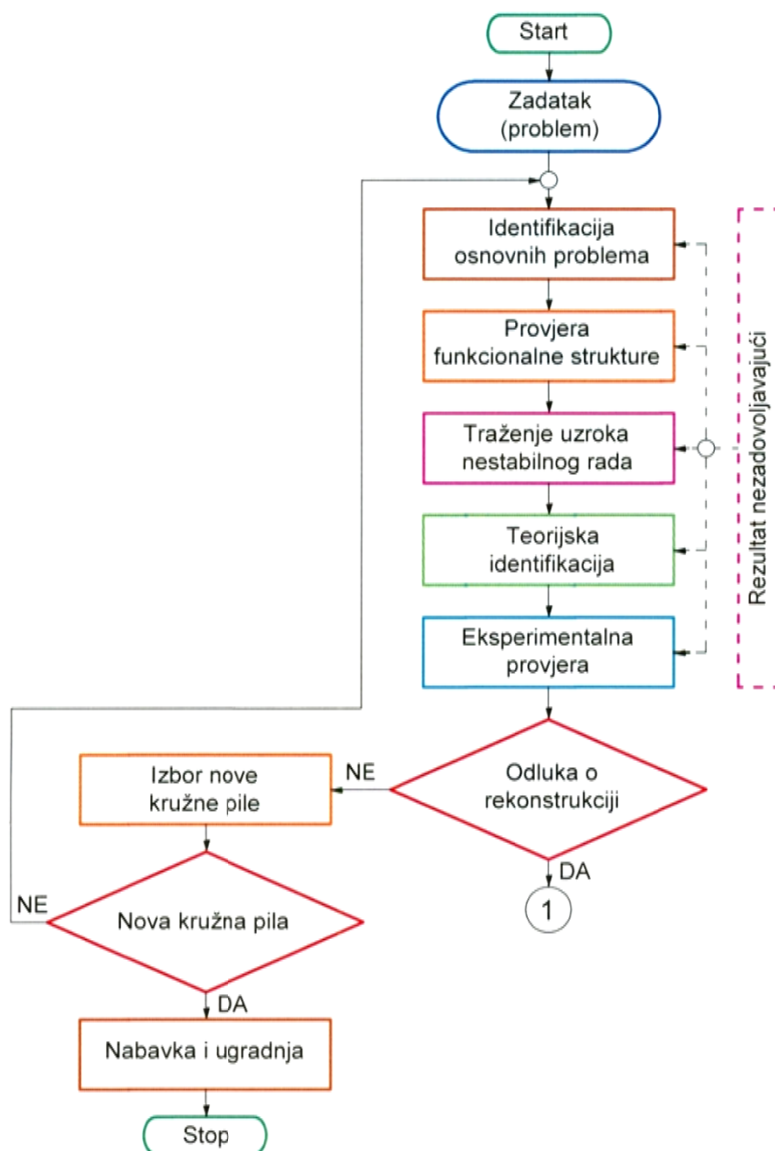 Start
Zadatak
(problem)
Identifikacija
osnovnih problema
Provjera
funkcionalne strukture
Traženje uzroka
nestabilnog rada
Teorijska
identifikacija
Eksperimentalna
provjera
Rezultat nezadovoljavajući
Odluka o
rekonstrukciji
NE
DA
1
Izbor nove
kružne pile
Nova kružna pila
NE
DA
Nabavka i ugradnja
Stop